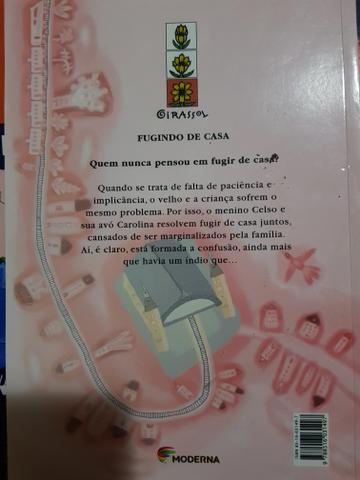 GIRASSOL
FUGINDO DE CASA
Quem nunca pensou em fugir de casa?
Quando se trata de falta de paciência e
implicância, o velho e a criança sofrem o
mesmo problema. Por isso, o menino Celso e
sua avó Carolina resolvem fugir de casa juntos,
cansados de ser marginalizados pela família.
Aí, é claro, está formada a confusão, ainda mais
que havia um índio que...
MODERNA